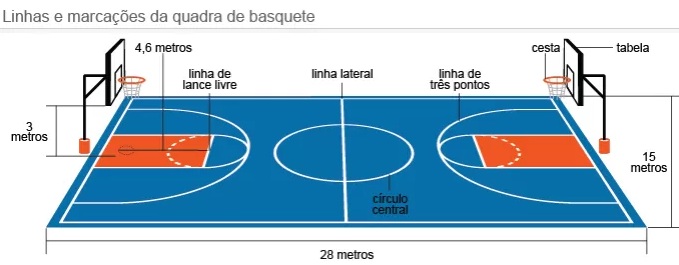 Linhas e marcações da quadra de basquete
4,6 metros
cesta
tabela
linha de
lance livre
linha lateral
linha de
três pontos
3
metros
15
metros
círculo
central
28 metros